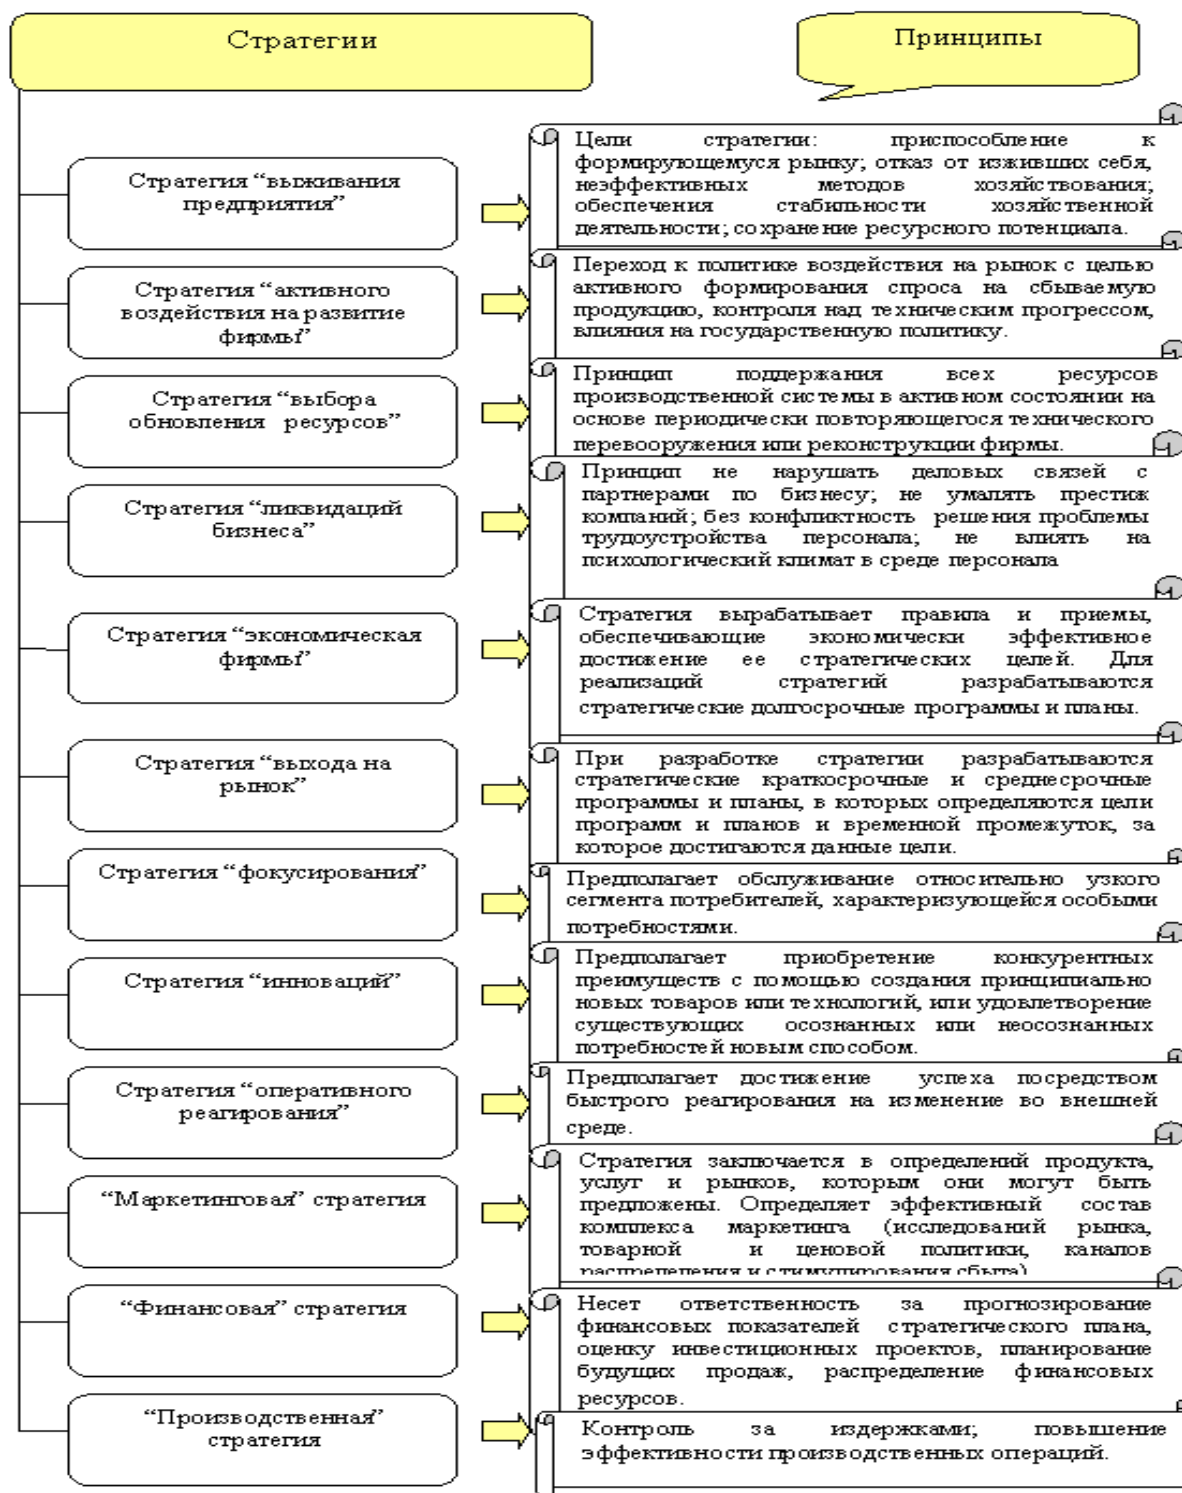 Стратегии
Принципы
Стратегия “выживания
предприятия”
Цели стратегии: приспособление к
формирующемуся рынку; отказ от изживших себя,
неэффективных методов хозяйствования;
обеспечения стабильности хозяйственной
деятельности; сохранение ресурсного потенциала.
Стратегия “активного
воздействия на развитие
фирмы”
Переход к политике воздействия на рынок с целью
активного формирования спроса на сбываемую
продукцию, контроля над техническим прогрессом,
влияния на государственную политику.
Стратегия “выбора
обновления ресурсов”
Принцип поддержания всех ресурсов
производственной системы в активном состоянии на
основе периодически повторяющегося технического
перевооружения или реконструкции фирмы.
Стратегия “ликвидаций
бизнеса”
Принцип не нарушать деловых связей с
партнерами по бизнесу; не умалять престиж
компаний; без конфликтность решения проблемы
трудоустройства персонала; не влиять на
психологический климат в среде персонала
Стратегия “экономическая
фирмы”
Стратегия вырабатывает правила и приемы,
обеспечивающие экономически эффективное
достижение ее стратегических целей. Для
реализаций стратегий разрабатываются
стратегические долгосрочные программы и планы.
Стратегия “выхода на
рынок”
При разработке стратегии разрабатываются
стратегические краткосрочные и среднесрочные
программы и планы, в которых определяются цели
программ и планов и временной промежуток, за
которое достигаются данные цели.
Стратегия “фокусирования”
Предполагает обслуживание относительно узкого
сегмента потребителей, характеризующейся особыми
потребностями.
Стратегия “инноваций”
Предполагает приобретение конкурентных
преимуществ с помощью создания принципиально
новых товаров или технологий, или удовлетворение
существующих осознанных или неосознанных
потребностей новым способом.
Стратегия “оперативного
реагирования”
Предполагает достижение успеха посредством
быстрого реагирования на изменение во внешней
среде.
“Маркетинговая” стратегия
Стратегия заключается в определений продукта,
услуг и рынков, которым они могут быть
предложены. Определяет эффективный состав
комплекса маркетинга (исследований рынка,
товарной и ценовой политики, каналов
распределения и стимулирования сбыта)
“Финансовая” стратегия
Несет ответственность за прогнозирование
финансовых показателей стратегического плана,
оценку инвестиционных проектов, планирование
будущих продаж, распределение финансовых
ресурсов.
“Производственная”
стратегия
Контроль за издержками; повышение
эффективности производственных операций.